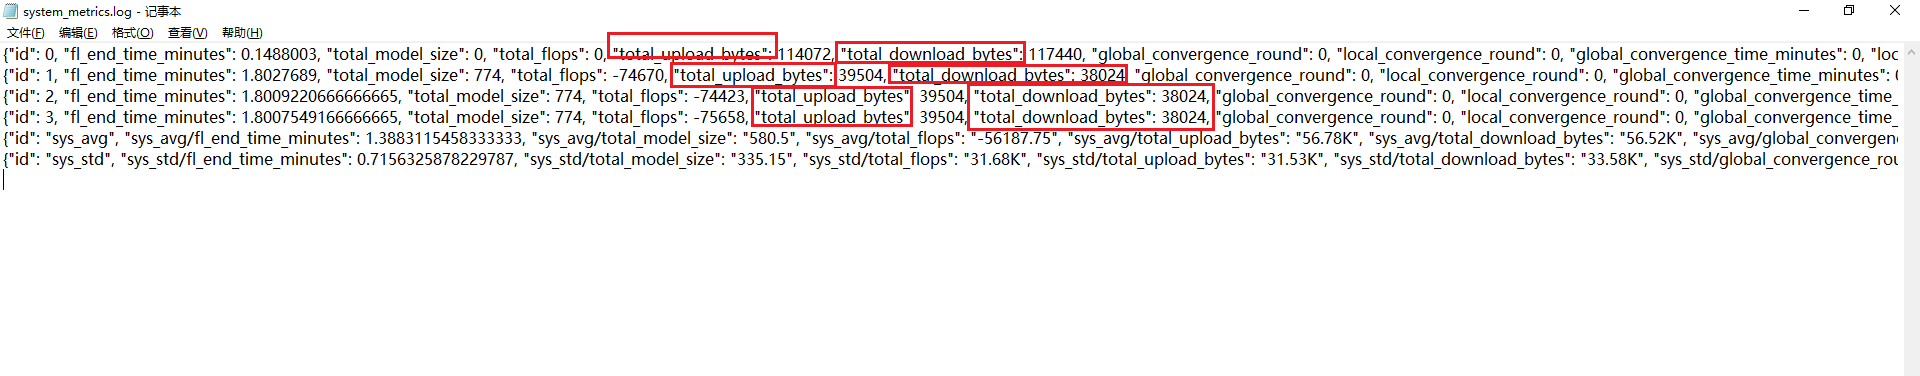 system_metrics.log - 记事本
文件(F) 编辑(E) 格式(O) 查看(V) 帮助(H)
{"id": 0, "fl_end_time_minutes": 0.1488003, "total_model_size": 0, "total_flops": 0, "total_upload_bytes": 114072, "total_download_bytes": 117440, "global_convergence_round": 0, "local_convergence_round": 0, "global_convergence_time_minutes": 0, "loc
{"id": 1, "fl_end_time_minutes": 1.8027689, "total_model_size": 774, "total_flops": -74670, "total_upload_bytes": 39504, "total_download_bytes": 38024, "global_convergence_round": 0, "local_convergence_round": 0, "global_convergence_time_minutes": 0
{"id": 2, "fl_end_time_minutes": 1.8009220666666665, "total_model_size": 774, "total_flops": -74423, "total_upload_bytes": 39504, "total_download_bytes": 38024, "global_convergence_round": 0, "local_convergence_round": 0, "global_convergence_time_
{"id": 3, "fl_end_time_minutes": 1.8007549166666665, "total_model_size": 774, "total_flops": -75658, "total_upload_bytes": 39504, "total_download_bytes": 38024, "global_convergence_round": 0, "local_convergence_round": 0, "global_convergence_time_
{"id": "sys_avg", "sys_avg/fl_end_time_minutes": 1.3883115458333333, "sys_avg/total_model_size": "580.5", "sys_avg/total_flops": "-56187.75", "sys_avg/total_upload_bytes": "56.78K", "sys_avg/total_download_bytes": "56.52K", "sys_avg/global_convergenc
{"id": "sys_std", "sys_std/fl_end_time_minutes": 0.7156325878229787, "sys_std/total_model_size": "335.15", "sys_std/total_flops": "31.68K", "sys_std/total_upload_bytes": "31.53K", "sys_std/total_download_bytes": "33.58K", "sys_std/global_convergence_rou